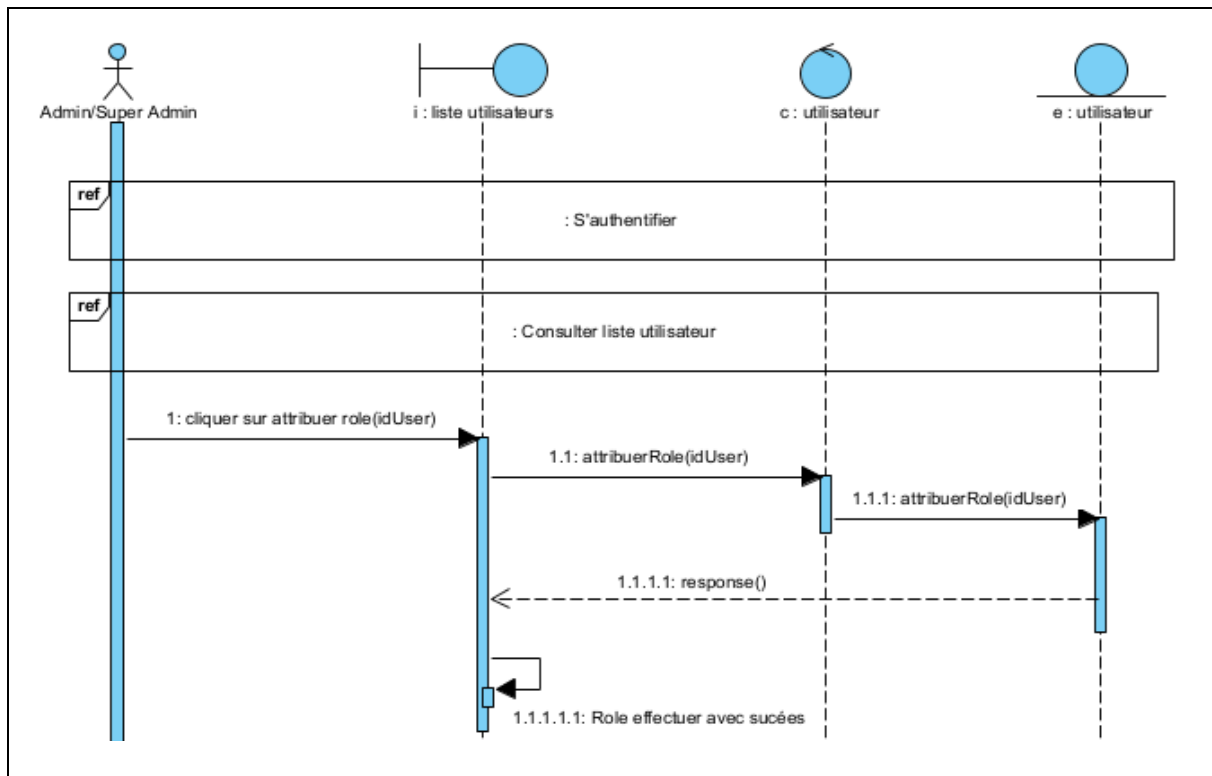 Admin/Super Admin
i : liste utilisateurs
c : utilisateur
e : utilisateur
ref
: S'authentifier
ref
: Consulter liste utilisateur
1: cliquer sur attribuer role(idUser)
1.1: attribuerRole(idUser)
1.1.1: attribuerRole(idUser)
1.1.1.1: response()
1.1.1.1.1: Role effectuer avec sucées